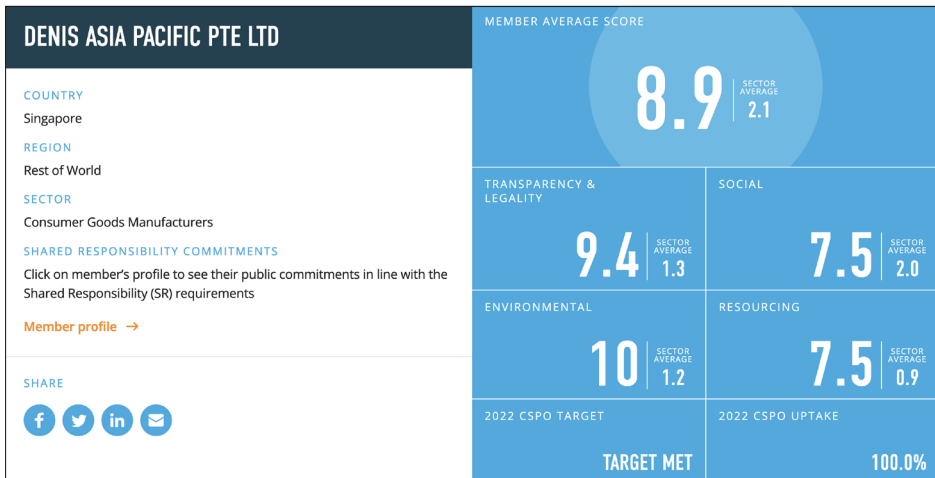 DENIS ASIA PACIFIC PTE LTD
COUNTRY
Singapore
REGION
Rest of World
SECTOR
Consumer Goods Manufacturers
SHARED RESPONSIBILITY COMMITMENTS
Click on member's profile to see their public commitments in line with the
Shared Responsibility (SR) requirements
Member profile →
SHARE
MEMBER AVERAGE SCORE
8.9
SECTOR
AVERAGE
2.1
TRANSPARENCY &
LEGALITY
9.4
SECTOR
AVERAGE
1.3
SOCIAL
7.5
SECTOR
AVERAGE
2.0
ENVIRONMENTAL
10
SECTOR
AVERAGE
1.2
RESOURCING
7.5
SECTOR
AVERAGE
0.9
2022 CSPO TARGET
TARGET MET
2022 CSPO UPTAKE
100.0%